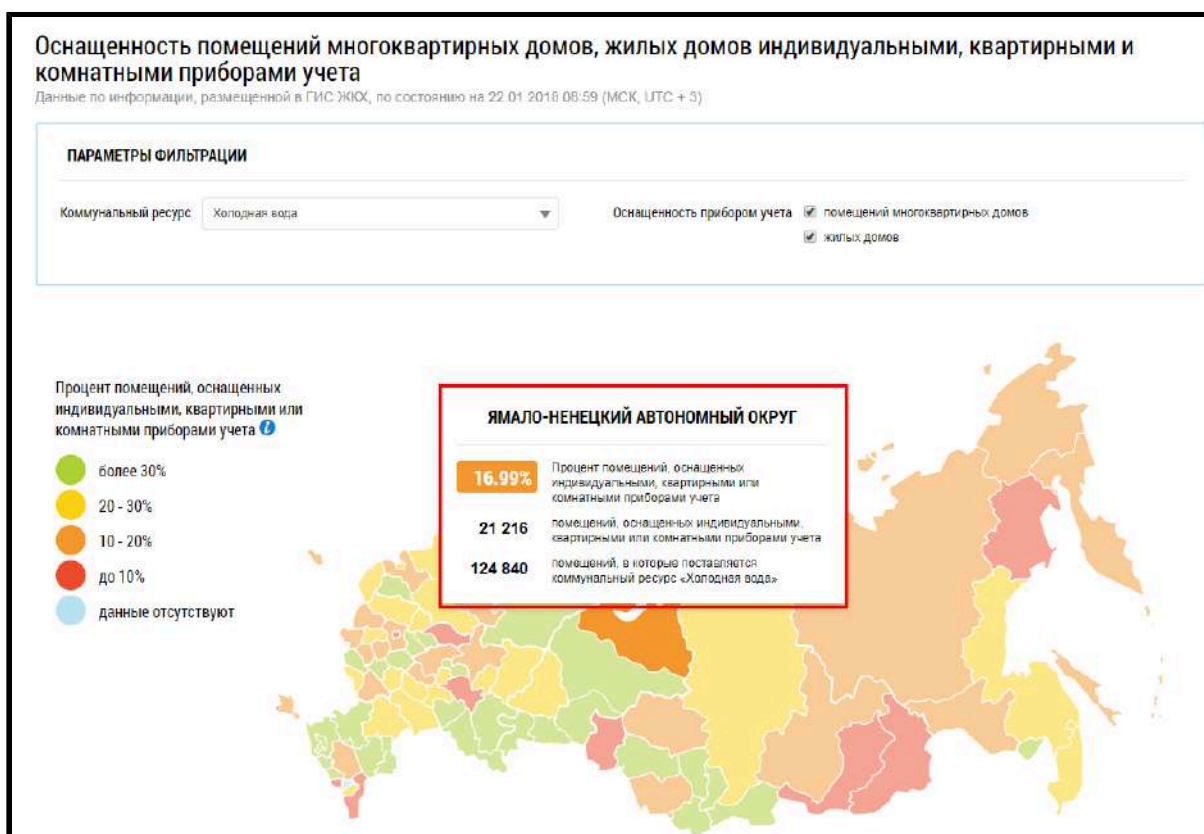 Оснащенность помещений многоквартирных домов, жилых домов индивидуальными, квартирными и
комнатными приборами учета
Данные по информации, размещенной в ГИС ЖКХ, по состоянию на 22.01.2018 08:59 (МСК, UTC + 3)
ПАРАМЕТРЫ ФИЛЬТРАЦИИ
Коммунальный ресурс Холодная вода Оснащенность прибором учета помещений многоквартирных домов
жилых домов
Процент помещений, оснащенных
индивидуальными, квартирными или
комнатными приборами учета
более 30%
20 - 30%
10 - 20%
до 10%
данные отсутствуют
ЯМАЛО-НЕНЕЦКИЙ АВТОНОМНЫЙ ОКРУГ
16.99% Процент помещений, оснащенных
индивидуальными, квартирными или
комнатными приборами учета
21 216 помещений, оснащенных индивидуальными,
квартирными или комнатными приборами учета
124 840 помещений, в которые поставляется
коммунальный ресурс «Холодная вода»